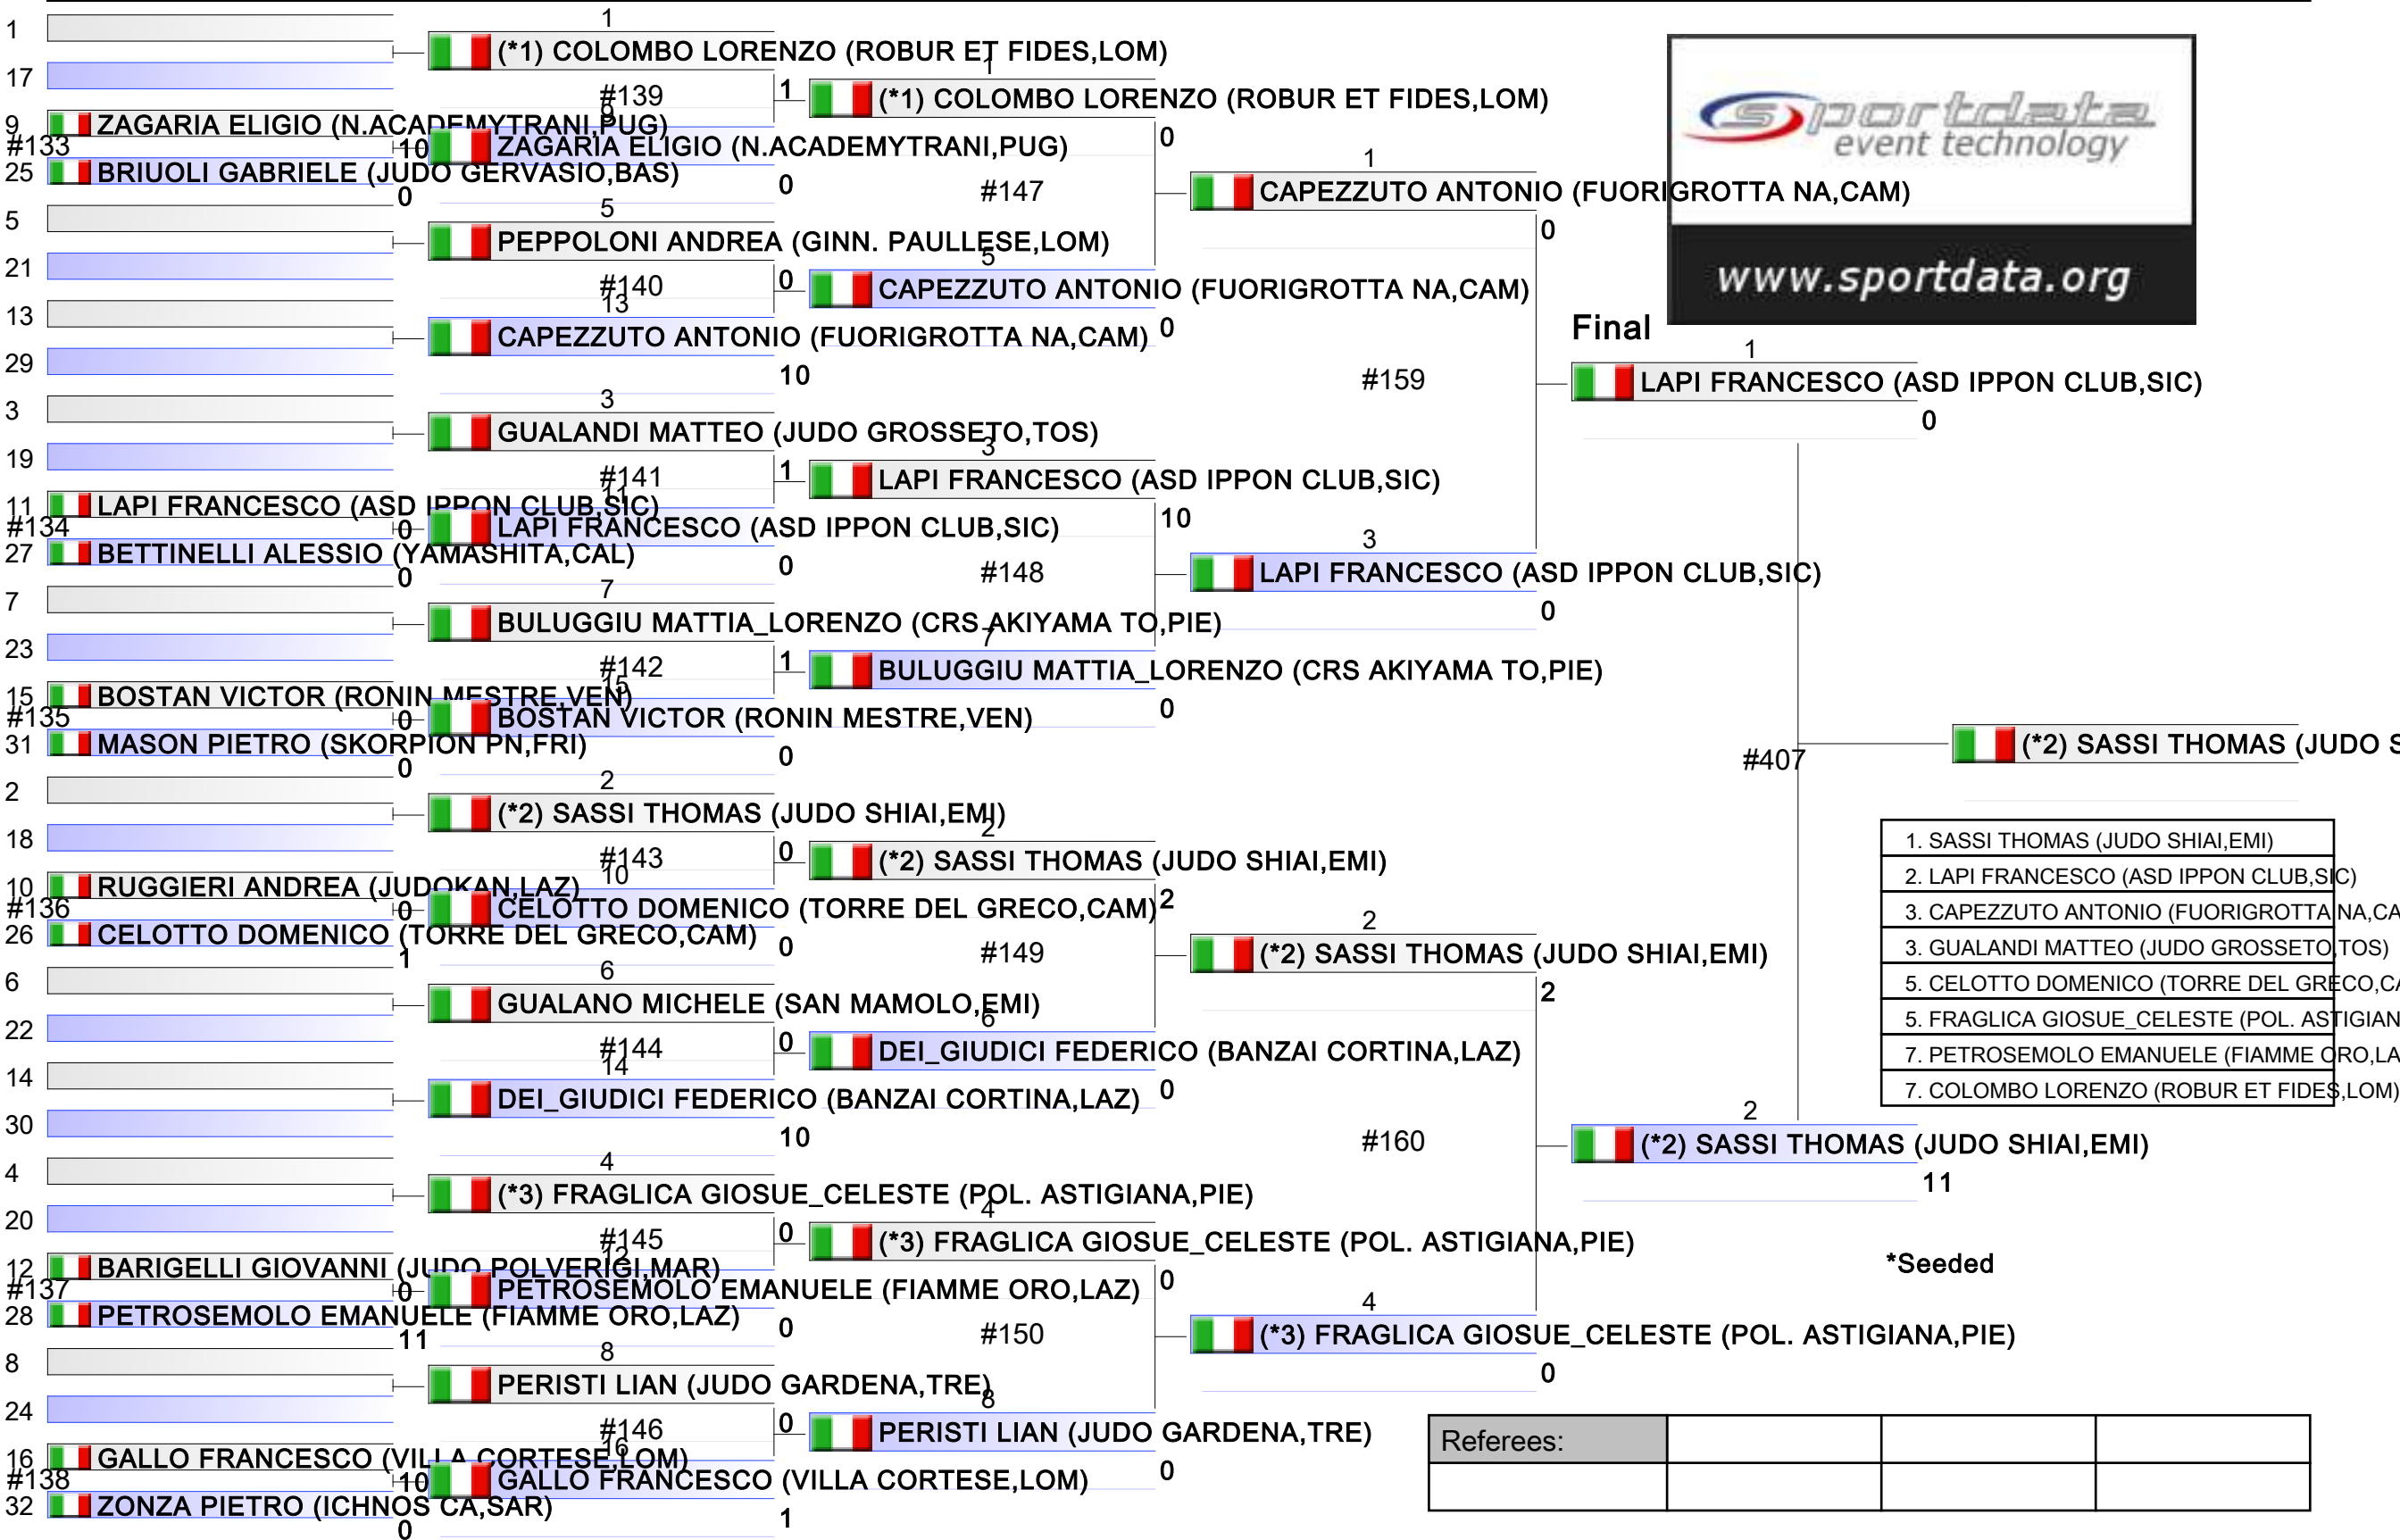 1
17
9 ZAGARIA ELIGIO (N.ACADEMYTRANI,PUG)
10
#133
25 BRIUOLI GABRIELE (JUDO GERVASIO,BAS)
0
5
21
13
29
3
19
11 LAPI FRANCESCO (ASD IPPON CLUB,SIC)
0
#134
27 BETTINELLI ALESSIO (YAMASHITA,CAL)
0
7
23
15 BOSTAN VICTOR (RONIN MESTRE,VEN)
0
#135
31 MASON PIETRO (SKORPION PN,FRI)
0
2
18
10 RUGGIERI ANDREA (JUDOKAN,LAZ)
0
#136
26 CELOTTO DOMENICO (TORRE DEL GRECO,CAM)
1
6
22
14
30
4
20
12 BARIGELLI GIOVANNI (JUDO POLVERIGI,MAR)
0
#137
28 PETROSEMOLO EMANUELE (FIAMME ORO,LAZ)
11
8
24
16 GALLO FRANCESCO (VILLA CORTESE,LOM)
10
#138
32 ZONZA PIETRO (ICHNOS CA,SAR)
0
1
(*1) COLOMBO LORENZO (ROBUR ET FIDES,LOM)
1
#139
9
ZAGARIA ELIGIO (N.ACADEMYTRANI,PUG)
0
5
PEPPOLONI ANDREA (GINN. PAULLESE,LOM)
0
#140
13
CAPEZZUTO ANTONIO (FUORIGROTTA NA,CAM)
10
3
GUALANDI MATTEO (JUDO GROSSETO,TOS)
1
#141
11
LAPI FRANCESCO (ASD IPPON CLUB,SIC)
0
7
BULUGGIU MATTIA_LORENZO (CRS AKIYAMA TO,PIE)
1
#142
15
BOSTAN VICTOR (RONIN MESTRE,VEN)
0
2
(*2) SASSI THOMAS (JUDO SHIAI,EMI)
0
#143
10
CELOTTO DOMENICO (TORRE DEL GRECO,CAM)
0
6
GUALANO MICHELE (SAN MAMOLO,EMI)
0
#144
14
DEI_GIUDICI FEDERICO (BANZAI CORTINA,LAZ)
10
4
(*3) FRAGLICA GIOSUE_CELESTE (POL. ASTIGIANA,PIE)
0
#145
12
PETROSEMOLO EMANUELE (FIAMME ORO,LAZ)
0
8
PERISTI LIAN (JUDO GARDENA,TRE)
0
#146
16
GALLO FRANCESCO (VILLA CORTESE,LOM)
1
1
(*1) COLOMBO LORENZO (ROBUR ET FIDES,LOM)
0
#147
5
CAPEZZUTO ANTONIO (FUORIGROTTA NA,CAM)
0
3
LAPI FRANCESCO (ASD IPPON CLUB,SIC)
10
#148
7
BULUGGIU MATTIA_LORENZO (CRS AKIYAMA TO,PIE)
0
2
(*2) SASSI THOMAS (JUDO SHIAI,EMI)
2
#149
6
DEI_GIUDICI FEDERICO (BANZAI CORTINA,LAZ)
0
4
(*3) FRAGLICA GIOSUE_CELESTE (POL. ASTIGIANA,PIE)
0
#150
8
PERISTI LIAN (JUDO GARDENA,TRE)
0
1
CAPEZZUTO ANTONIO (FUORIGROTTA NA,CAM)
0
#159
3
LAPI FRANCESCO (ASD IPPON CLUB,SIC)
0
2
(*2) SASSI THOMAS (JUDO SHIAI,EMI)
2
#160
4
(*3) FRAGLICA GIOSUE_CELESTE (POL. ASTIGIANA,PIE)
0
sportdata
event technology
www.sportdata.org
Final
1
LAPI FRANCESCO (ASD IPPON CLUB,SIC)
0
#407
2
(*2) SASSI THOMAS (JUDO SHIAI,EMI)
11
(*2) SASSI THOMAS (JUDO S
1. SASSI THOMAS (JUDO SHIAI,EMI)
2. LAPI FRANCESCO (ASD IPPON CLUB,SIC)
3. CAPEZZUTO ANTONIO (FUORIGROTTA NA,CA
3. GUALANDI MATTEO (JUDO GROSSETO,TOS)
5. CELOTTO DOMENICO (TORRE DEL GRECO,CA
5. FRAGLICA GIOSUE_CELESTE (POL. ASTIGIAN
7. PETROSEMOLO EMANUELE (FIAMME ORO,LA
7. COLOMBO LORENZO (ROBUR ET FIDES,LOM)
*Seeded
Referees: